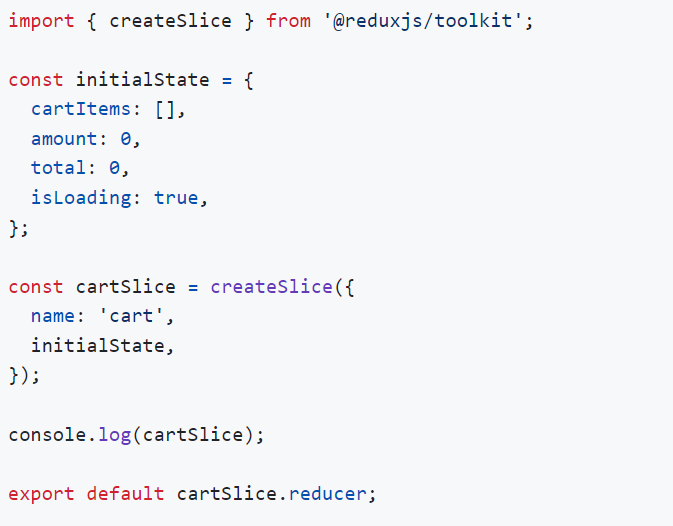 import { createSlice } from '@reduxjs/toolkit';

const initialState = {
  cartItems: [],
  amount: 0,
  total: 0,
  isLoading: true,
};

const cartSlice = createSlice({
  name: 'cart',
  initialState,
});

console.log(cartSlice);

export default cartSlice.reducer;